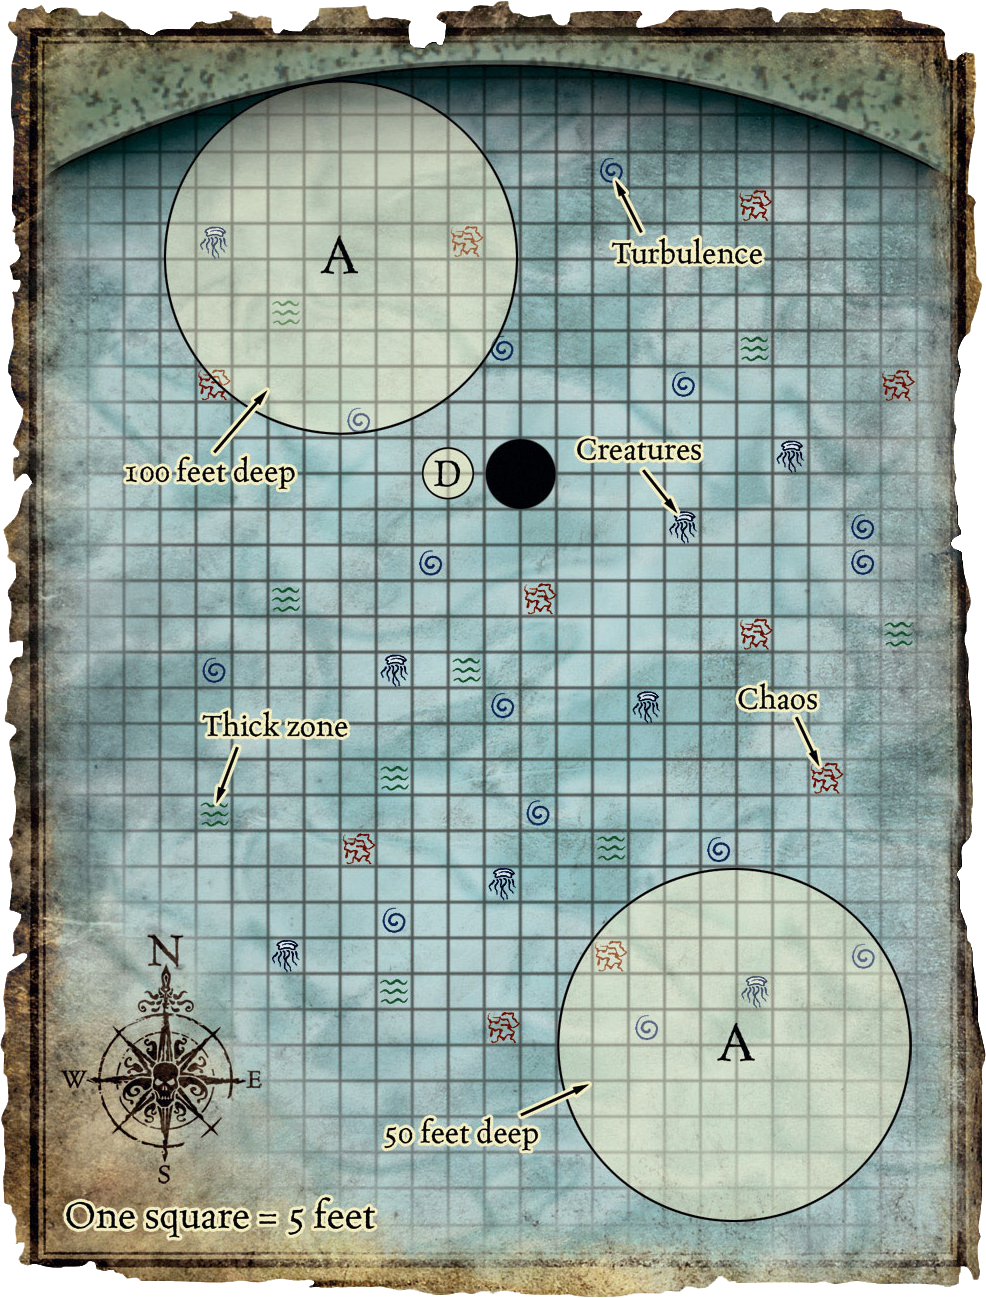 A
Turbulence
100 feet deep
D
Creatures
Thick zone
Chaos
N
W
E
S
A
50 feet deep
One square = 5 feet